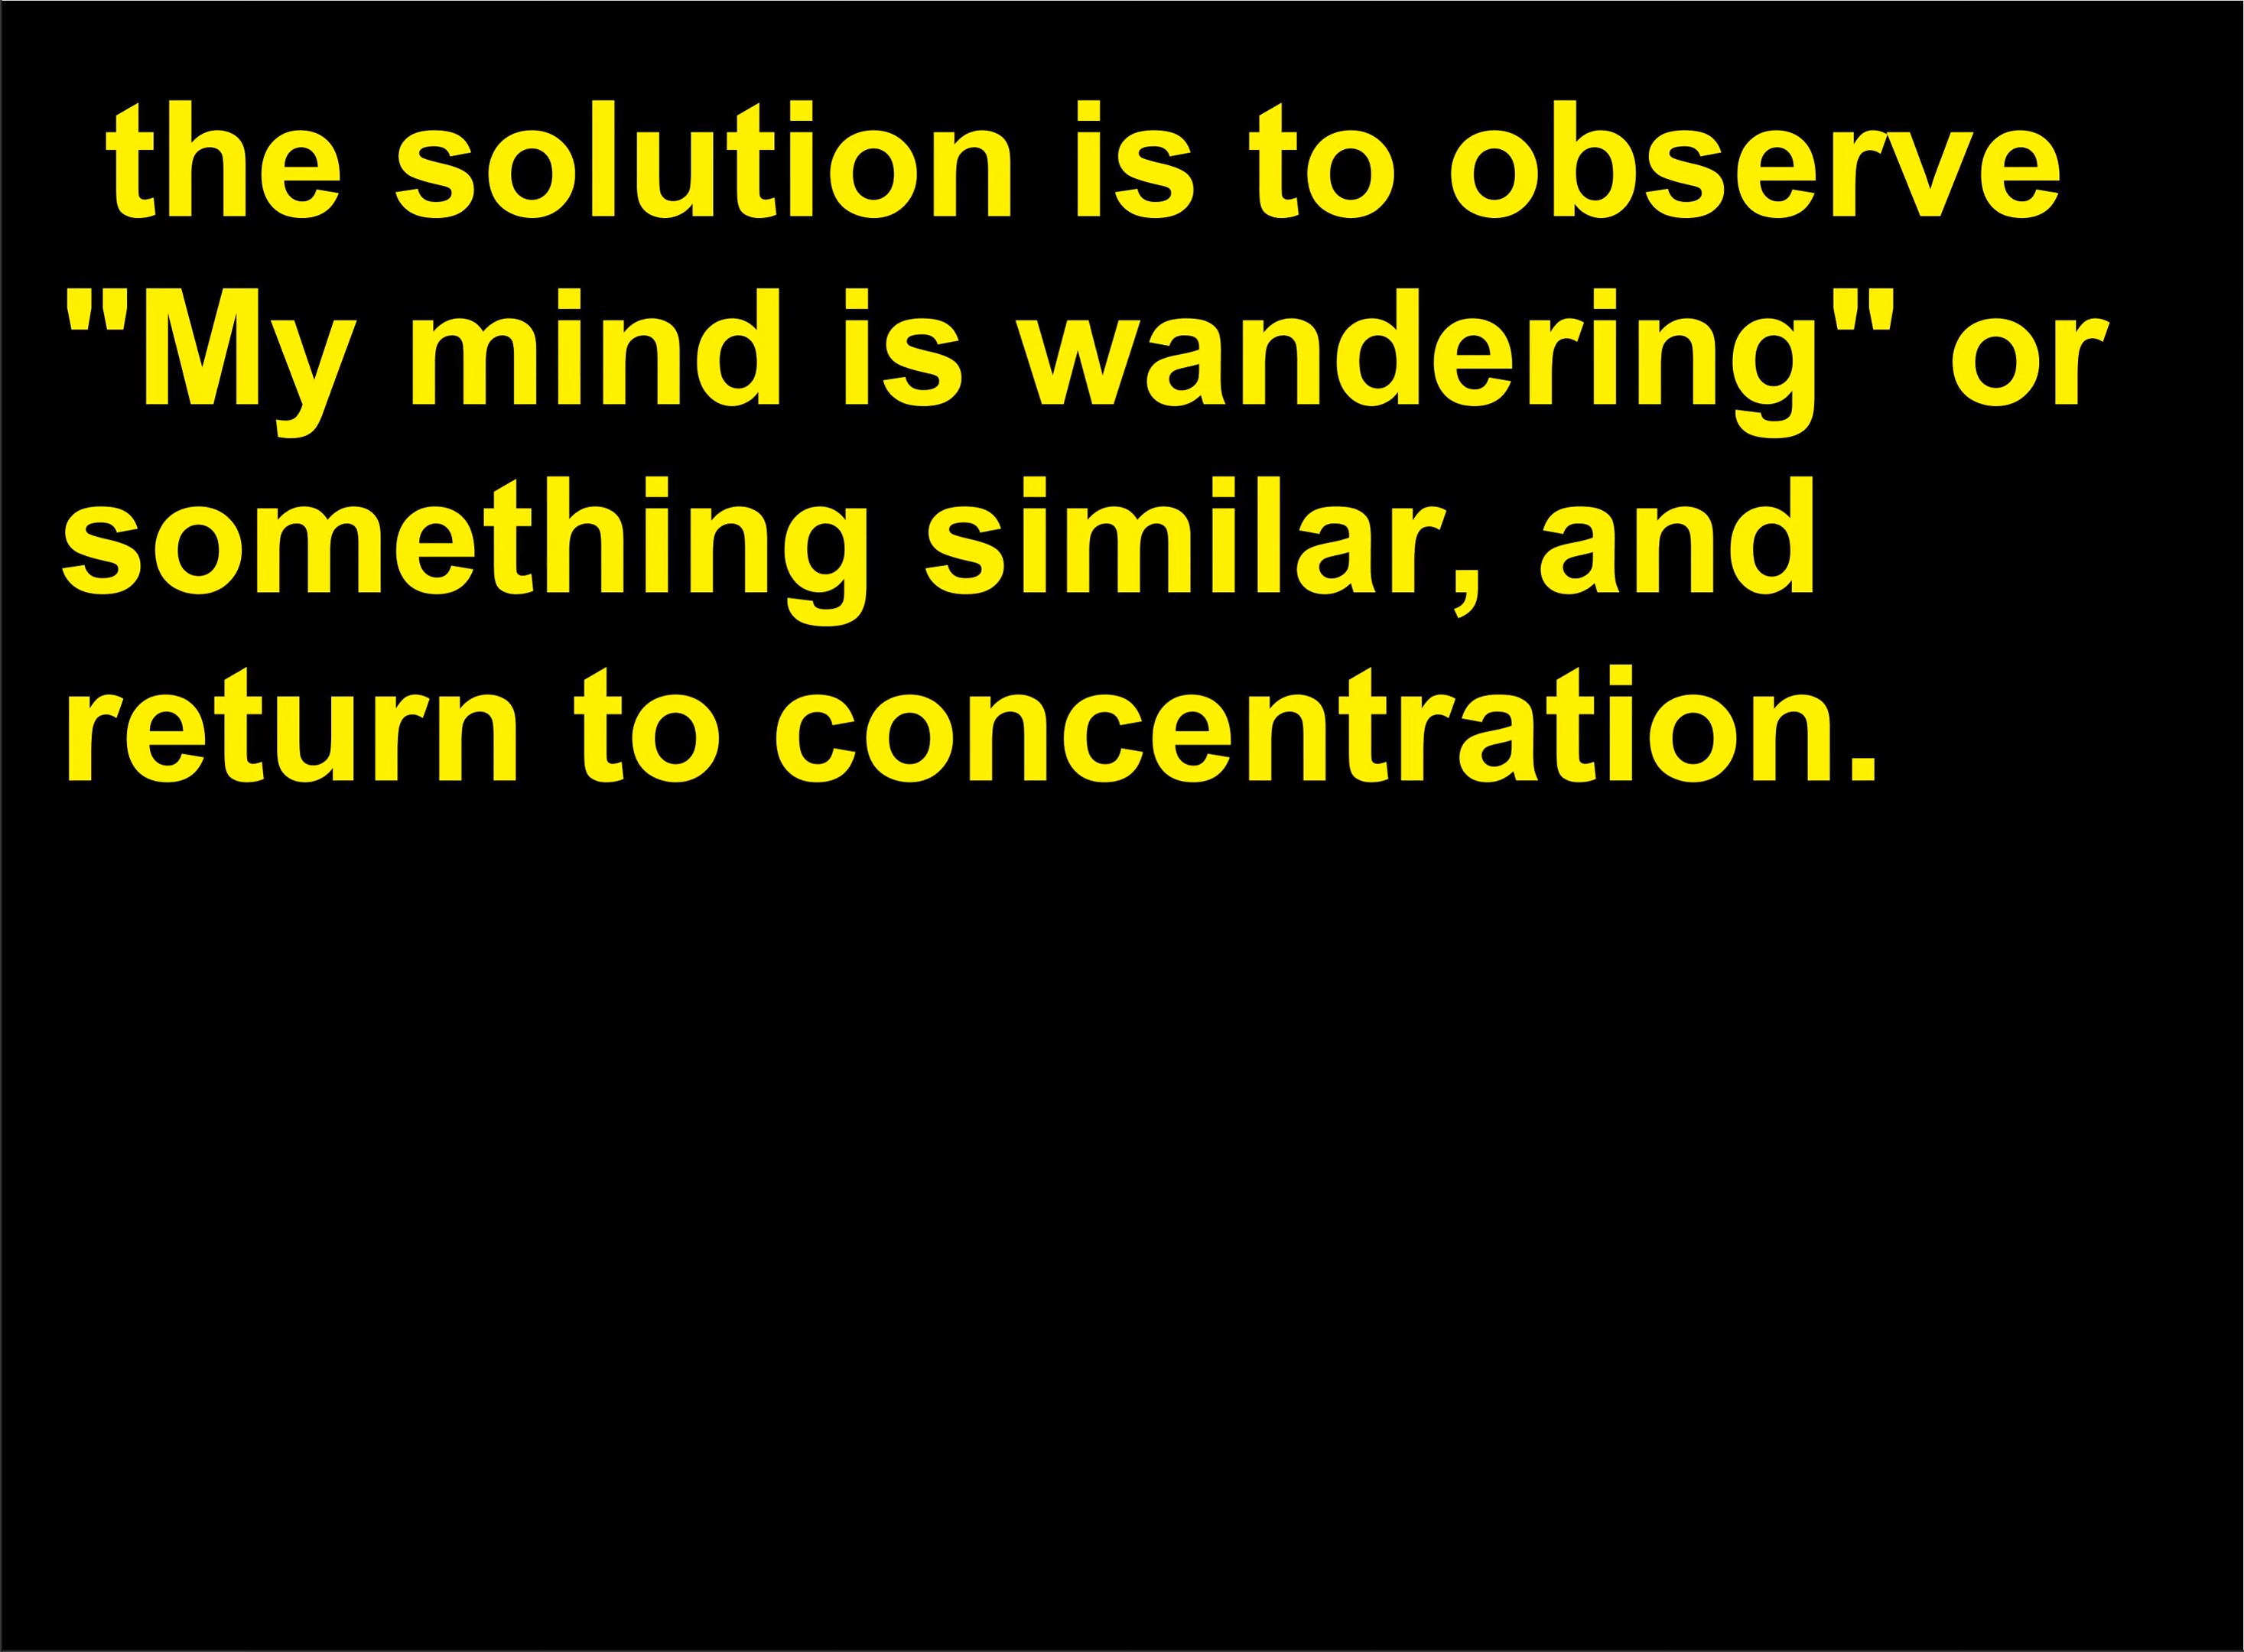 the solution is to observe
"My mind is wandering" or
something similar, and
return to concentration.